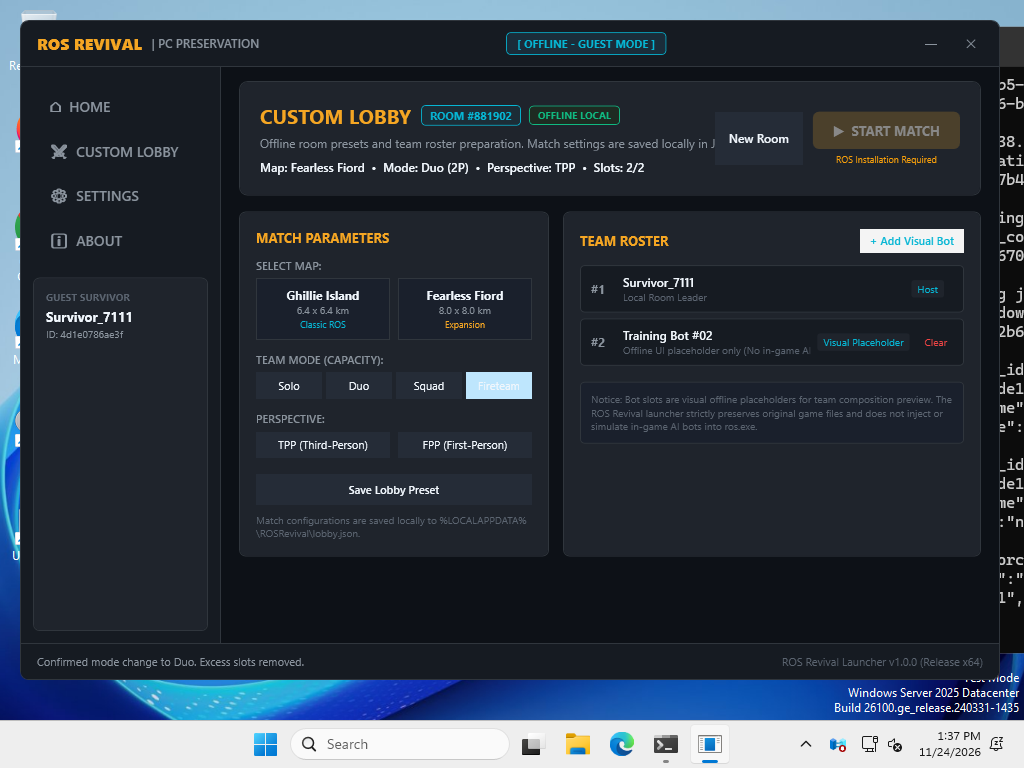 ROS REVIVAL | PC PRESERVATION
[ OFFLINE - GUEST MODE ]
HOME
CUSTOM LOBBY
SETTINGS
ABOUT
GUEST SURVIVOR
Survivor_7111
ID: 4d1e0786ae3f
CUSTOM LOBBY
ROOM #881902
OFFLINE LOCAL
Offline room presets and team roster preparation. Match settings are saved locally in J
Map: Fearless Fiord • Mode: Duo (2P) • Perspective: TPP • Slots: 2/2
New Room
START MATCH
ROS Installation Required
MATCH PARAMETERS
SELECT MAP:
Ghillie Island
6.4 x 6.4 km
Classic ROS
Fearless Fiord
8.0 x 8.0 km
Expansion
TEAM MODE (CAPACITY):
Solo
Duo
Squad
Fireteam
PERSPECTIVE:
TPP (Third-Person)
FPP (First-Person)
Save Lobby Preset
Match configurations are saved locally to %LOCALAPPDATA%
\ROSRevival\lobby.json.
TEAM ROSTER
+ Add Visual Bot
#1
Survivor_7111
Local Room Leader
Host
#2
Training Bot #02
Offline UI placeholder only (No in-game AI
Visual Placeholder
Clear
Notice: Bot slots are visual offline placeholders for team composition preview. The
ROS Revival launcher strictly preserves original game files and does not inject or
simulate in-game AI bots into ros.exe.
Confirmed mode change to Duo. Excess slots removed.
ROS Revival Launcher v1.0.0 (Release x64)
Mode
Windows Server 2025 Datacenter
Build 26100.ge_release.240331-1435
Search
1:37 PM
11/24/2026